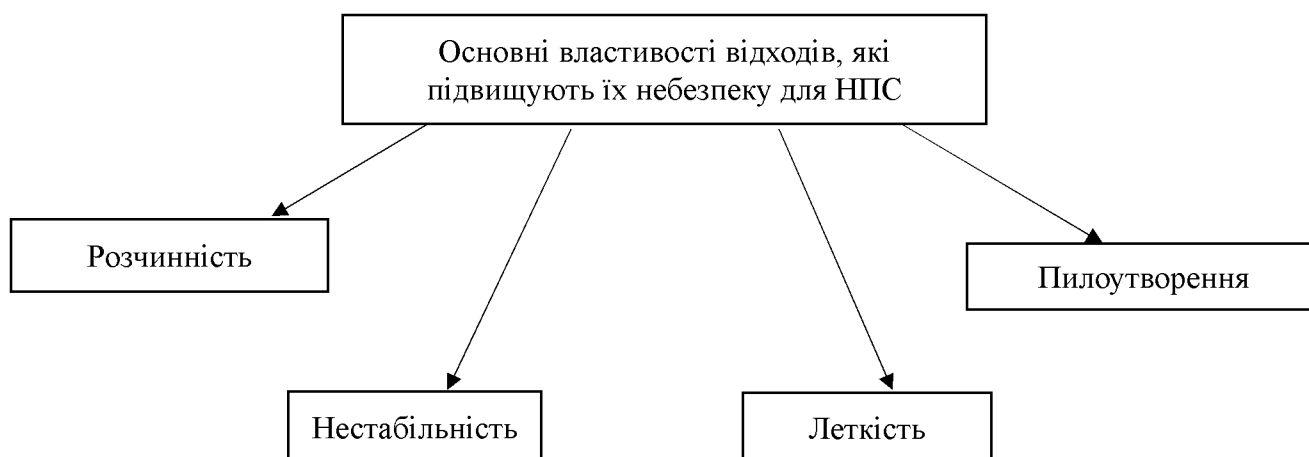 Основні властивості відходів, які
підвищують їх небезпеку для НПС
Розчинність
Пилоутворення
Нестабільність
Леткість